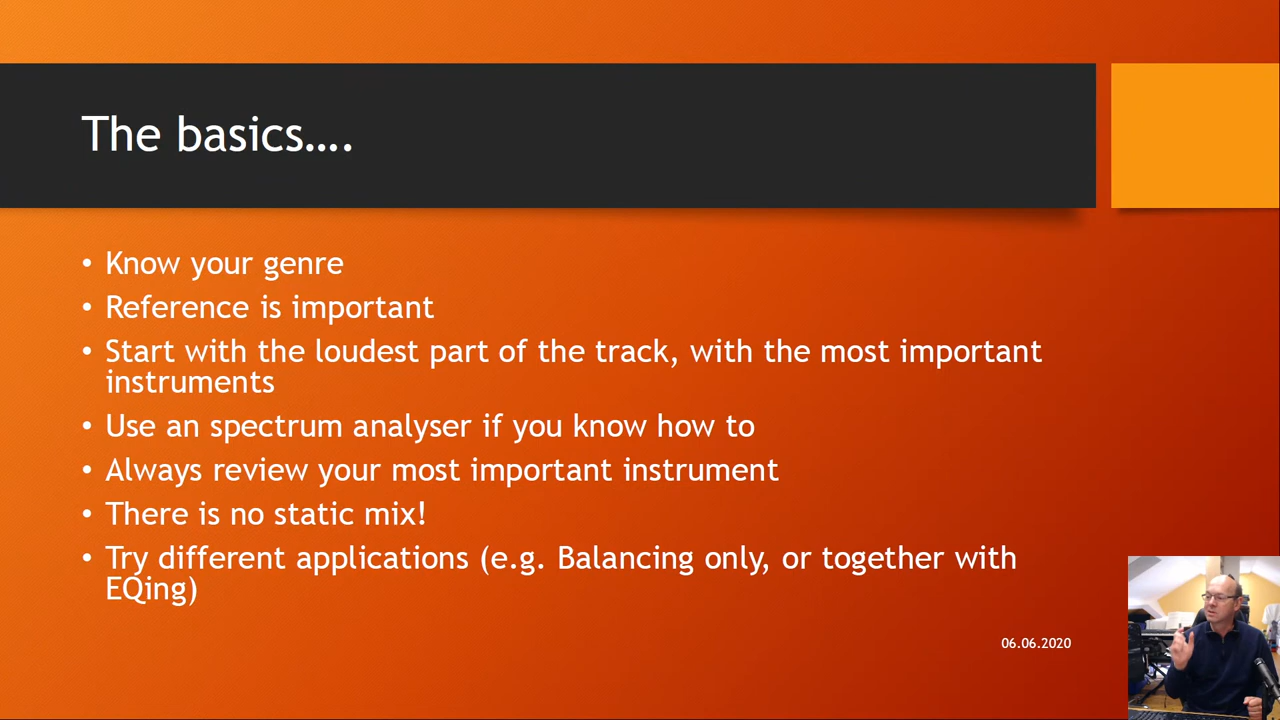 The basics....
• Know your genre
• Reference is important
• Start with the loudest part of the track, with the most important
instruments
• Use an spectrum analyser if you know how to
• Always review your most important instrument
• There is no static mix!
• Try different applications (e.g. Balancing only, or together with
EQing)
06.06.2020